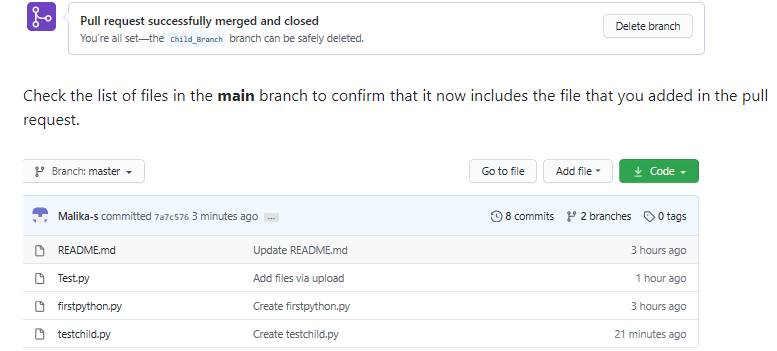 Pull request successfully merged and closed
You're all set—the Child_Branch branch can be safely deleted.
Delete branch
Check the list of files in the main branch to confirm that it now includes the file that you added in the pull
request.
Branch: master
Go to file
Add file
Code
Malika-s committed 7a7c576 3 minutes ago ...
8 commits
2 branches
0 tags
README.md Update README.md 3 hours ago
Test.py Add files via upload 1 hour ago
firstpython.py Create firstpython.py 3 hours ago
testchild.py Create testchild.py 21 minutes ago